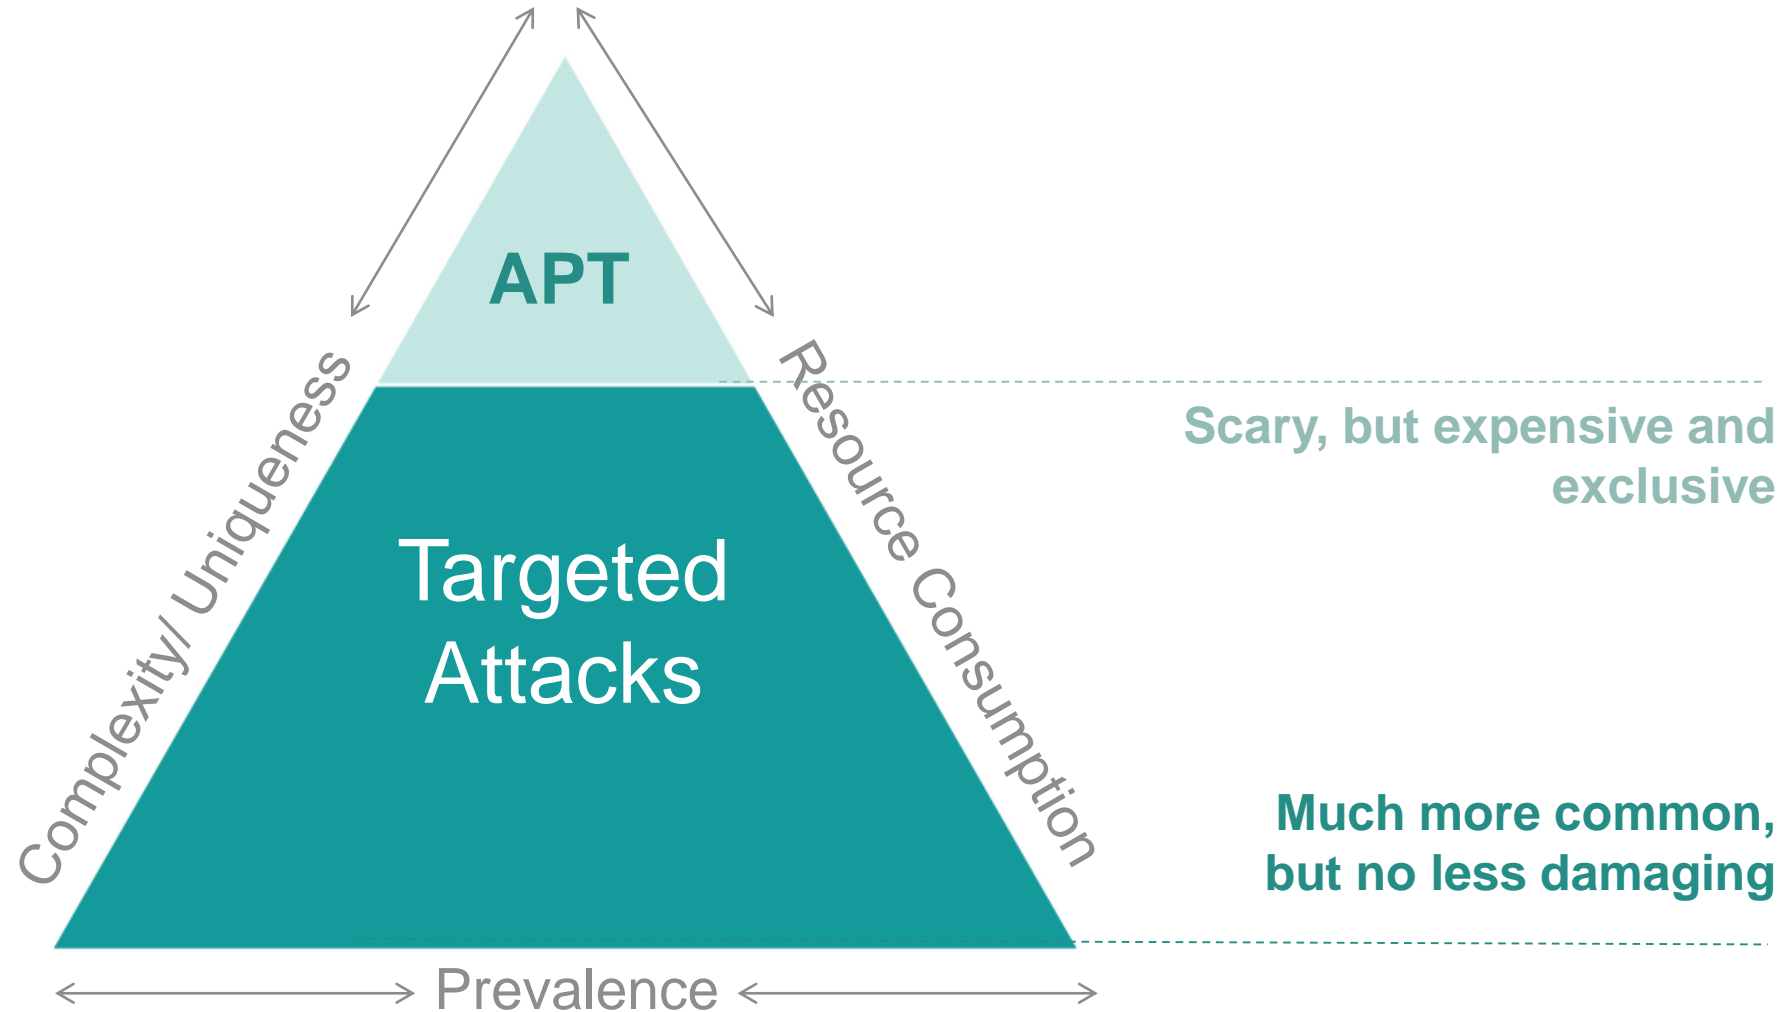 APT
Complexity/ Uniqueness
Resource Consumption
Scary, but expensive and
exclusive
Targeted
Attacks
Much more common,
but no less damaging
Prevalence